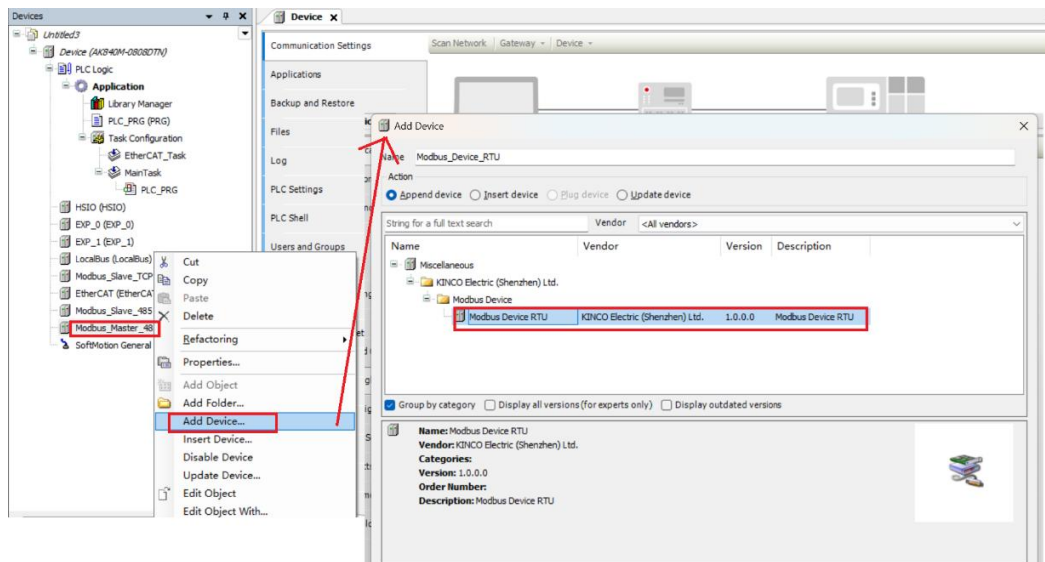 Devices
Untitled3
Device (AK840M-0808DTN)
PLC Logic
Application
Library Manager
PLC_PRG (PRG)
Task Configuration
EtherCAT_Task
MainTask
PLC_PRG
HSIO (HSIO)
EXP_0 (EXP_0)
EXP_1 (EXP_1)
LocalBus (LocalBus)
Modbus_Slave_TCP
EtherCAT (EtherCA
Modbus_Slave_485
Modbus_Master_48
SoftMotion General
Cut
Copy
Paste
Delete
Refactoring
Properties...
Add Object
Add Folder...
Add Device...
Insert Device...
Disable Device
Update Device...
Edit Object
Edit Object With...
Device
Communication Settings
Applications
Backup and Restore
Files
Log
PLC Settings
PLC Shell
Users and Groups
Scan Network Gateway Device
Add Device
Name Modbus_Device_RTU
Action
Append device Insert device Plug device Update device
String for a full text search Vendor <All vendors>
Name Vendor Version Description
Miscellaneous
KINCO Electric (Shenzhen) Ltd.
Modbus Device
Modbus Device RTU KINCO Electric (Shenzhen) Ltd. 1.0.0.0 Modbus Device RTU
Group by category Display all versions (for experts only) Display outdated versions
Name: Modbus Device RTU
Vendor: KINCO Electric (Shenzhen) Ltd.
Categories:
Version: 1.0.0.0
Order Number:
Description: Modbus Device RTU